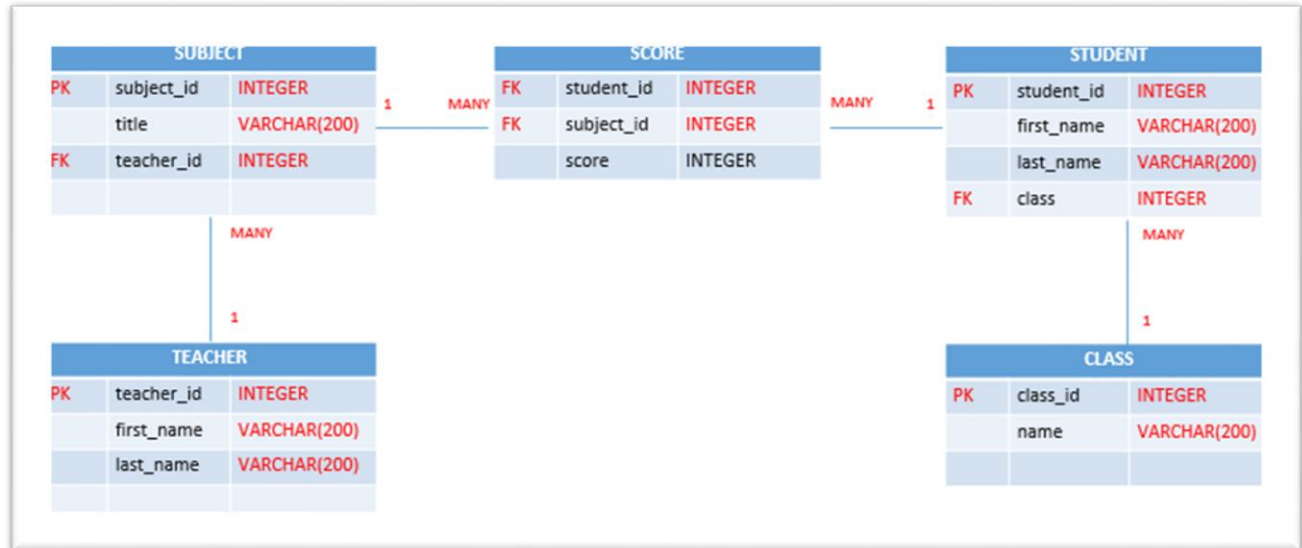 SUBJECT
PK subject_id INTEGER
title VARCHAR(200)
FK teacher_id INTEGER
1 MANY
SCORE
FK student_id INTEGER
FK subject_id INTEGER
score INTEGER
MANY 1
STUDENT
PK student_id INTEGER
first_name VARCHAR(200)
last_name VARCHAR(200)
FK class INTEGER
MANY
1
TEACHER
PK teacher_id INTEGER
first_name VARCHAR(200)
last_name VARCHAR(200)
MANY
1
CLASS
PK class_id INTEGER
name VARCHAR(200)